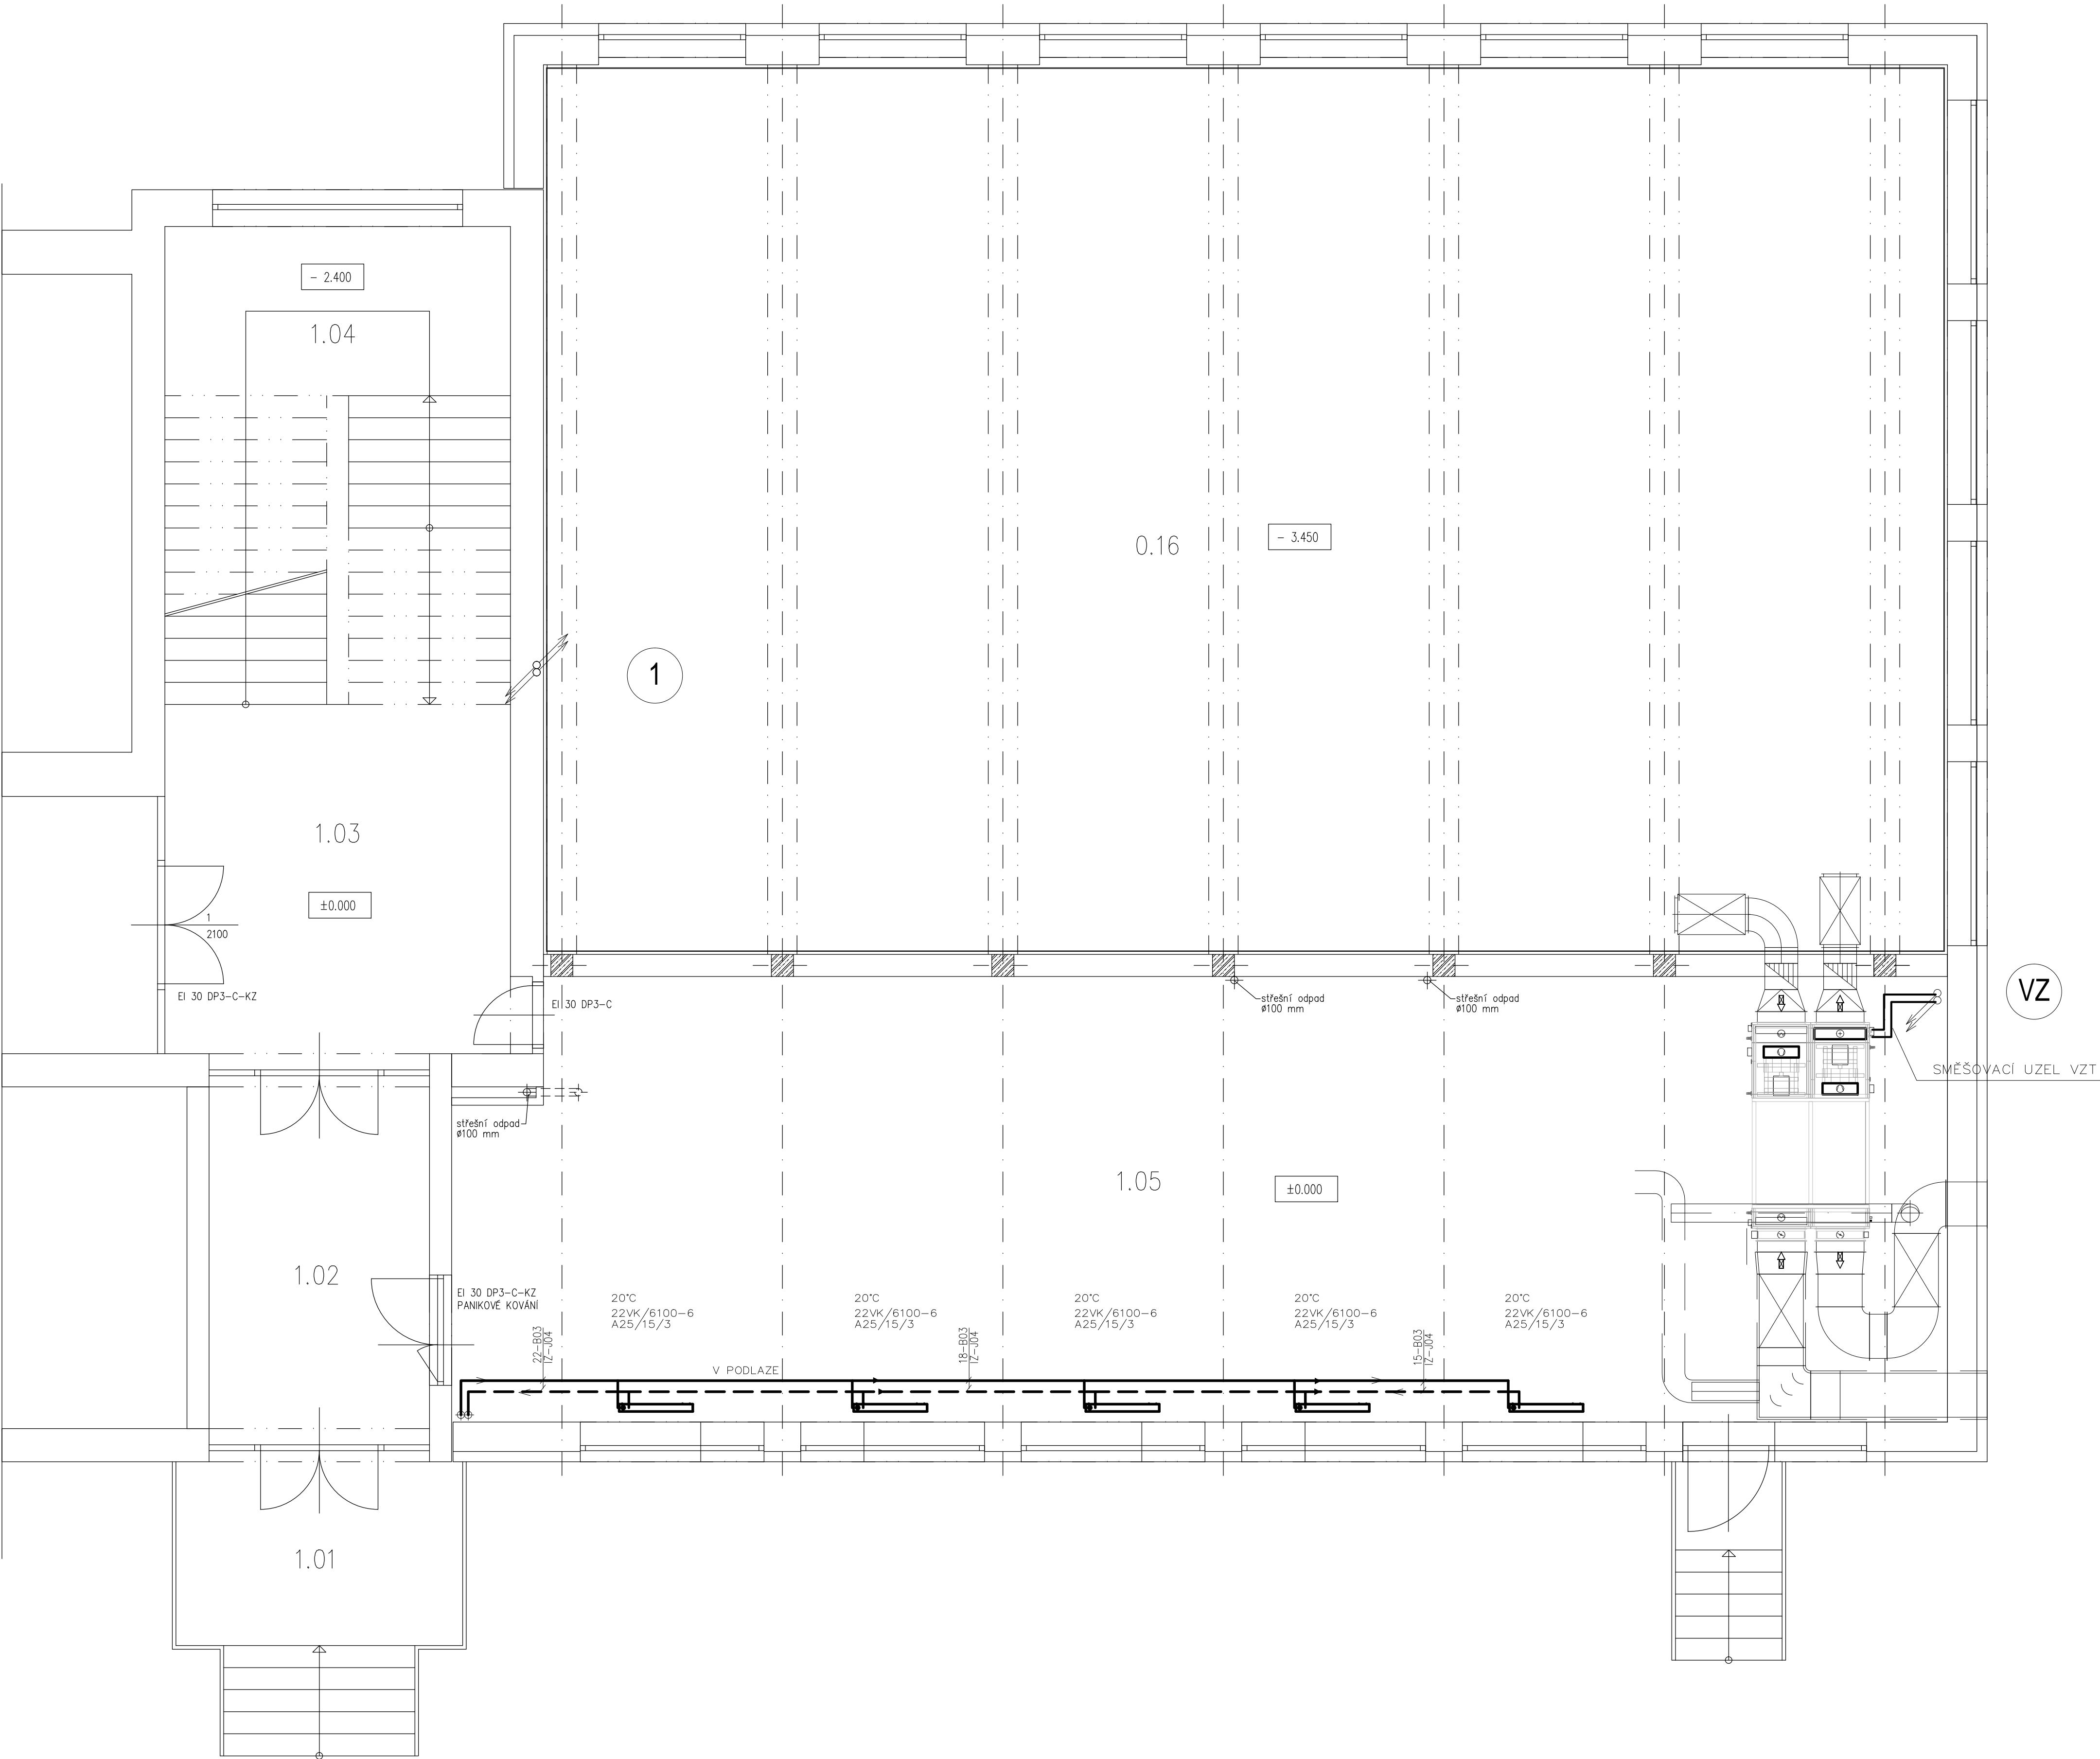 - 2.400
1.04
0.16
- 3.450
1
1.03
±0.000
1
2100
EI 30 DP3-C-KZ
EI 30 DP3-C
střešní odpad
ø100 mm
střešní odpad
ø100 mm
VZ
SMĚŠOVACÍ UZEL VZT
střešní odpad
ø100 mm
1.05
±0.000
1.02
EI 30 DP3-C-KZ
PANIKOVÉ KOVÁNÍ
20°C
22VK/6100-6
A25/15/3
20°C
22VK/6100-6
A25/15/3
20°C
22VK/6100-6
A25/15/3
20°C
22VK/6100-6
A25/15/3
20°C
22VK/6100-6
A25/15/3
22-B03
IZ-J04
18-B03
IZ-J04
15-B03
IZ-J04
V PODLAZE
1.01